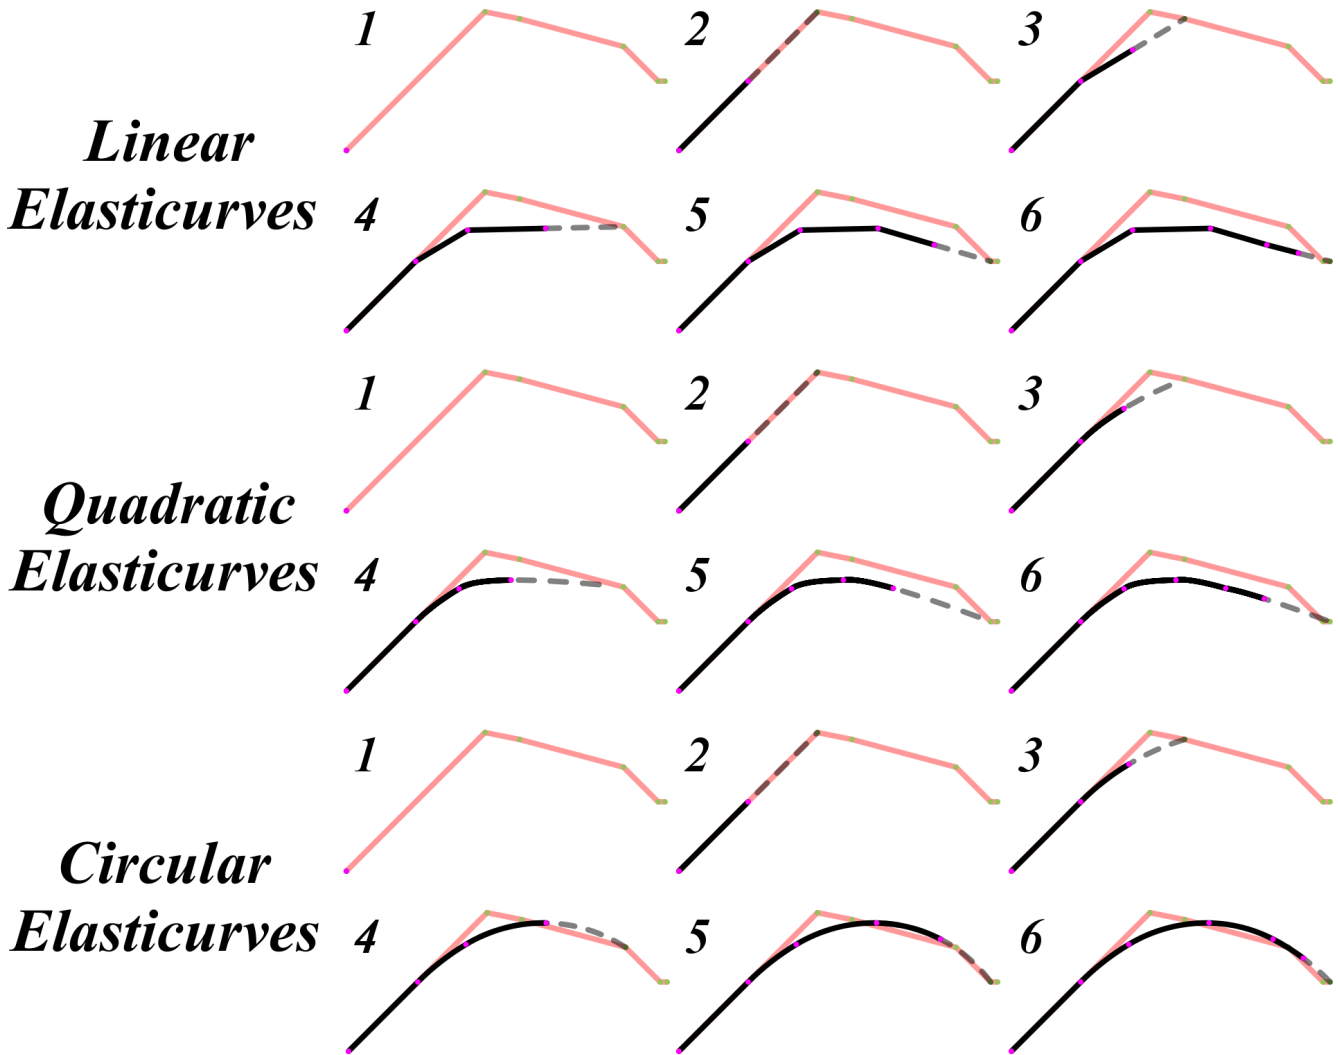 1 2 3
Linear
Elasticurves
4 5 6
1 2 3
Quadratic
Elasticurves
4 5 6
1 2 3
Circular
Elasticurves
4 5 6